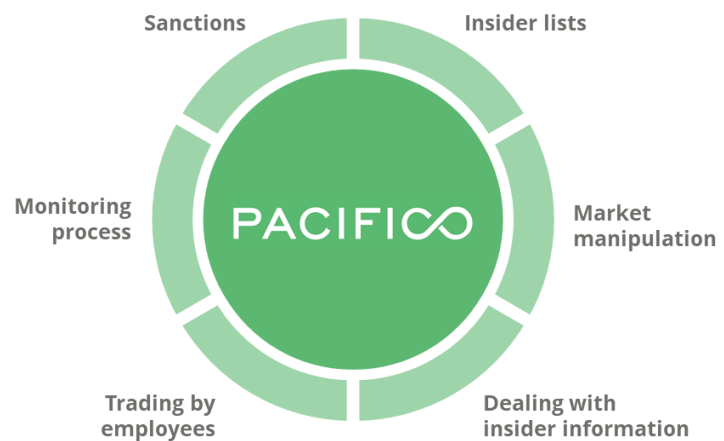 Sanctions
Insider lists
Monitoring
process
PACIFICO
Market
manipulation
Trading by
employees
Dealing with
insider information